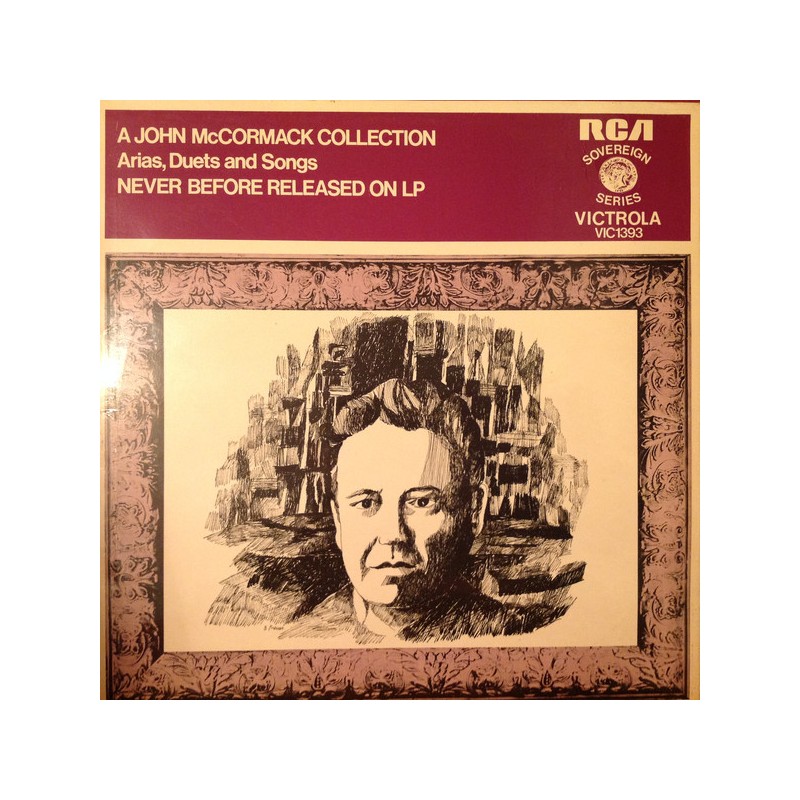 A JOHN McCORMACK COLLECTION
Arias, Duets and Songs
NEVER BEFORE RELEASED ON LP
RCA
SOVEREIGN
SERIES
VICTROLA
VIC1393